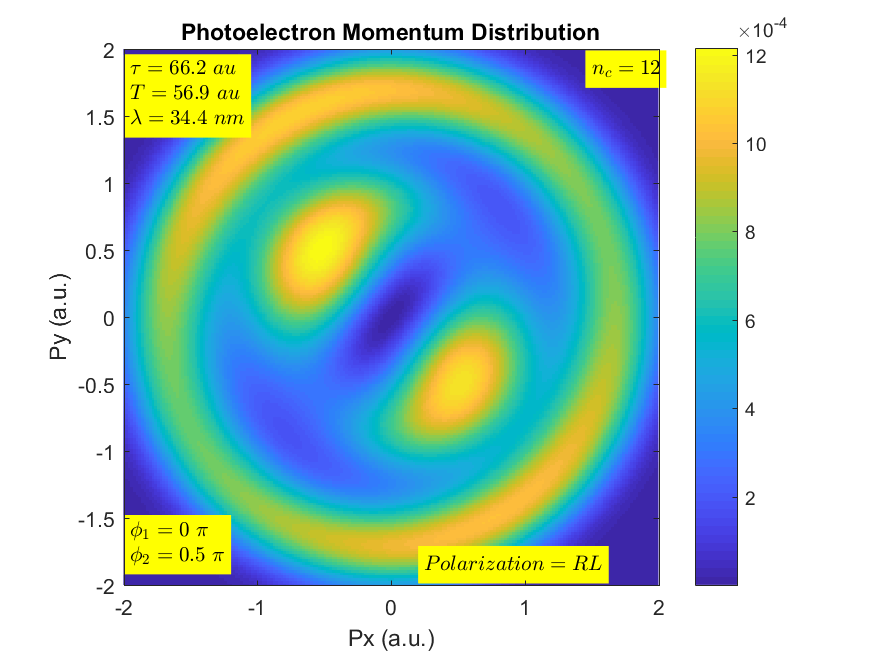 Photoelectron Momentum Distribution
×10⁻⁴
τ = 66.2 au
T = 56.9 au
λ = 34.4 nm
n_c = 12
2
1.5
1
0.5
0
-0.5
-1
-1.5
-2
Py (a.u.)
ϕ₁ = 0 π
ϕ₂ = 0.5 π
Polarization = RL
-2 -1 0 1 2
Px (a.u.)
12
10
8
6
4
2